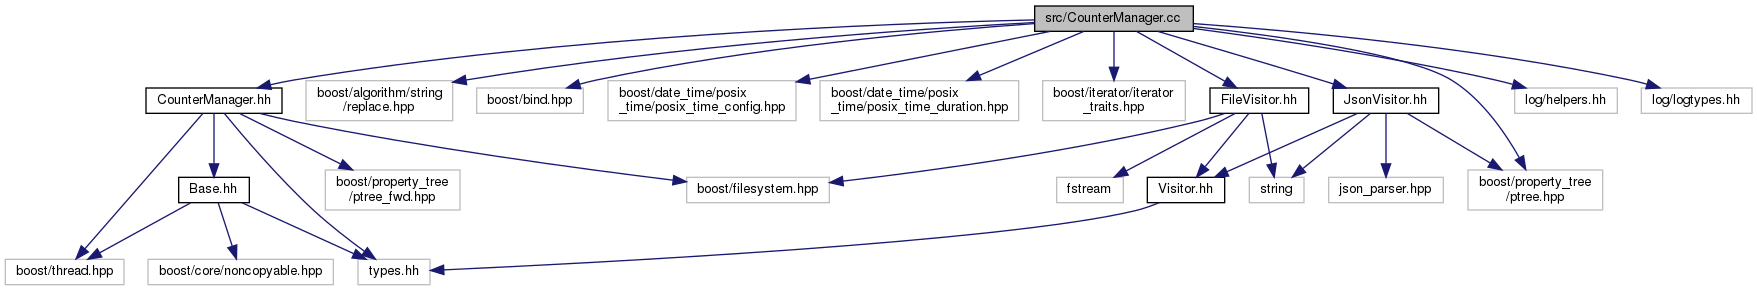 src/CounterManager.cc
CounterManager.hh
boost/algorithm/string
/replace.hpp
boost/bind.hpp
boost/date_time/posix
_time/posix_time_config.hpp
boost/date_time/posix
_time/posix_time_duration.hpp
boost/iterator/iterator
_traits.hpp
FileVisitor.hh
JsonVisitor.hh
log/helpers.hh
log/logtypes.hh
Base.hh
boost/property_tree
/ptree_fwd.hpp
boost/filesystem.hpp
fstream
Visitor.hh
string
json_parser.hpp
boost/property_tree
/ptree.hpp
boost/thread.hpp
boost/core/noncopyable.hpp
types.hh